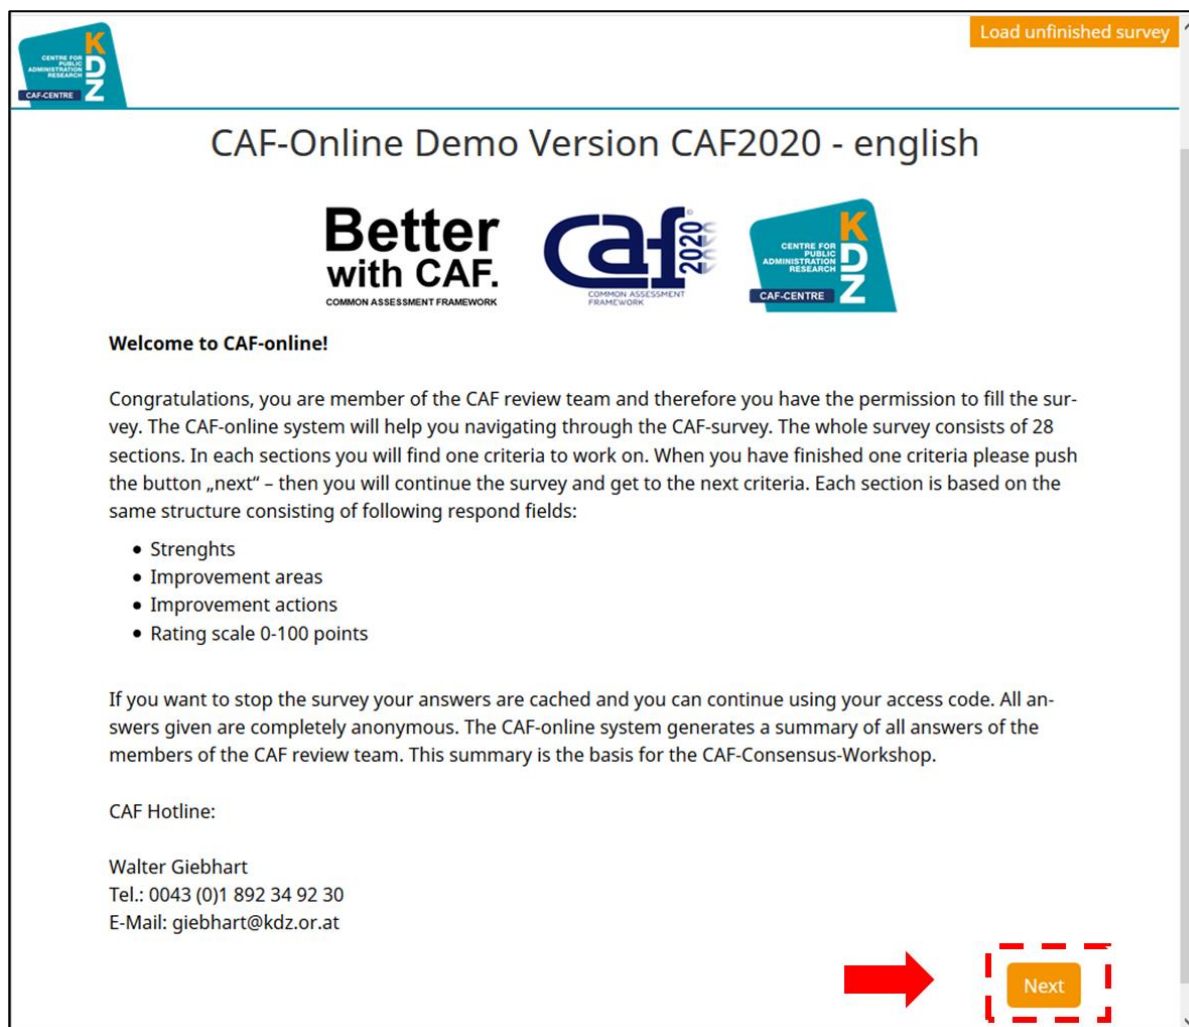 Load unfinished survey
KDZ
CENTRE FOR
PUBLIC
ADMINISTRATION
RESEARCH
CAF-CENTRE
CAF-Online Demo Version CAF2020 - english
Better
with CAF.
COMMON ASSESSMENT FRAMEWORK
caf 2020 ©
COMMON ASSESSMENT
FRAMEWORK
KDZ
CENTRE FOR
PUBLIC
ADMINISTRATION
RESEARCH
CAF-CENTRE
Welcome to CAF-online!
Congratulations, you are member of the CAF review team and therefore you have the permission to fill the sur-
vey. The CAF-online system will help you navigating through the CAF-survey. The whole survey consists of 28
sections. In each sections you will find one criteria to work on. When you have finished one criteria please push
the button „next“ – then you will continue the survey and get to the next criteria. Each section is based on the
same structure consisting of following respond fields:
• Strenghts
• Improvement areas
• Improvement actions
• Rating scale 0-100 points
If you want to stop the survey your answers are cached and you can continue using your access code. All an-
swers given are completely anonymous. The CAF-online system generates a summary of all answers of the
members of the CAF review team. This summary is the basis for the CAF-Consensus-Workshop.
CAF Hotline:
Walter Giebhart
Tel.: 0043 (0)1 892 34 92 30
E-Mail: giebhart@kdz.or.at
Next